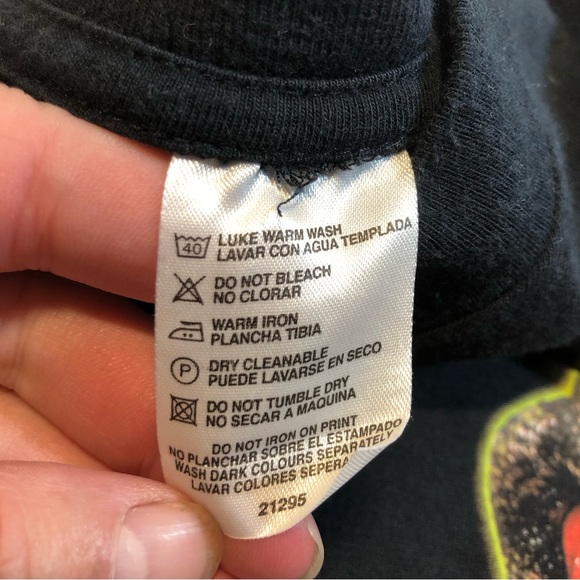 40 LUKE WARM WASH
LAVAR CON AGUA TEMPLADA
DO NOT BLEACH
NO CLORAR
WARM IRON
PLANCHA TIBIA
P DRY CLEANABLE
PUEDE LAVARSE EN SECO
DO NOT TUMBLE DRY
NO SECAR A MAQUINA
DO NOT IRON ON PRINT
NO PLANCHAR SOBRE EL ESTAMPADO
WASH DARK COLOURS SEPARATELY
LAVAR COLORES SEPERA
21295